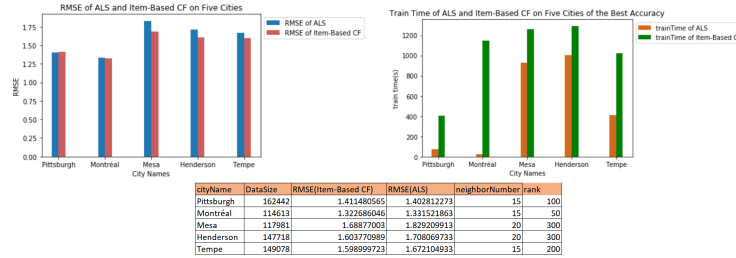 RMSE of ALS and Item-Based CF on Five Cities
RMSE of ALS
RMSE of Item-Based CF
1.75
1.50
1.25
1.00
0.75
0.50
0.25
0.00
RMSE
Pittsburgh Montréal Mesa Henderson Tempe
City Names
Train Time of ALS and Item-Based CF on Five Cities of the Best Accuracy
trainTime of ALS
trainTime of Item-Based C
1200
1000
800
600
400
200
0
train time(s)
Pittsburgh Montréal Mesa Henderson Tempe
City Names
cityName DataSize RMSE(Item-Based CF) RMSE(ALS) neighborNumber rank
Pittsburgh 162442 1.411480565 1.402812273 15 100
Montréal 114613 1.322686046 1.331521863 15 50
Mesa 117981 1.68877003 1.829209913 20 300
Henderson 147718 1.603770989 1.708069733 20 300
Tempe 149078 1.598999723 1.672104933 15 200